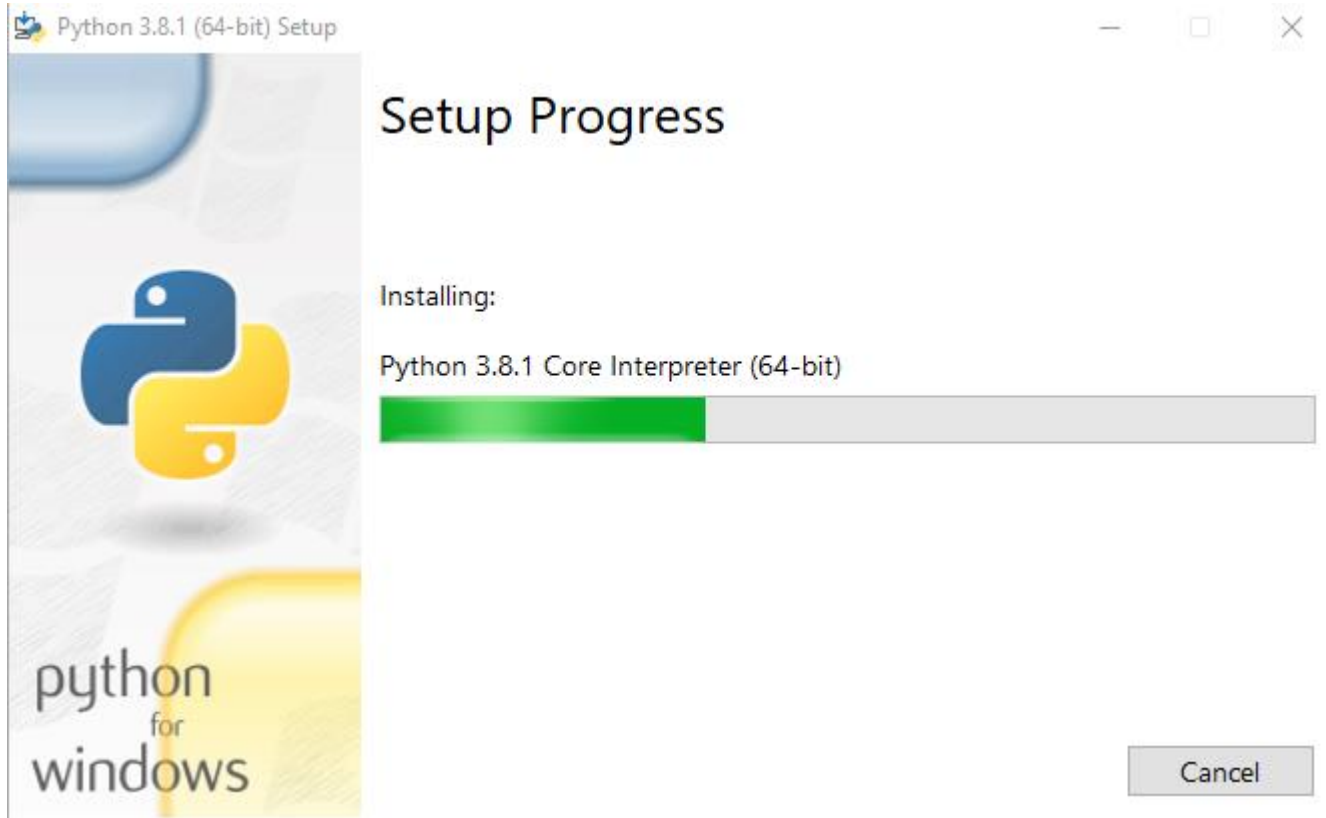 Python 3.8.1 (64-bit) Setup
Setup Progress
Installing:
Python 3.8.1 Core Interpreter (64-bit)
python
for
windows
Cancel